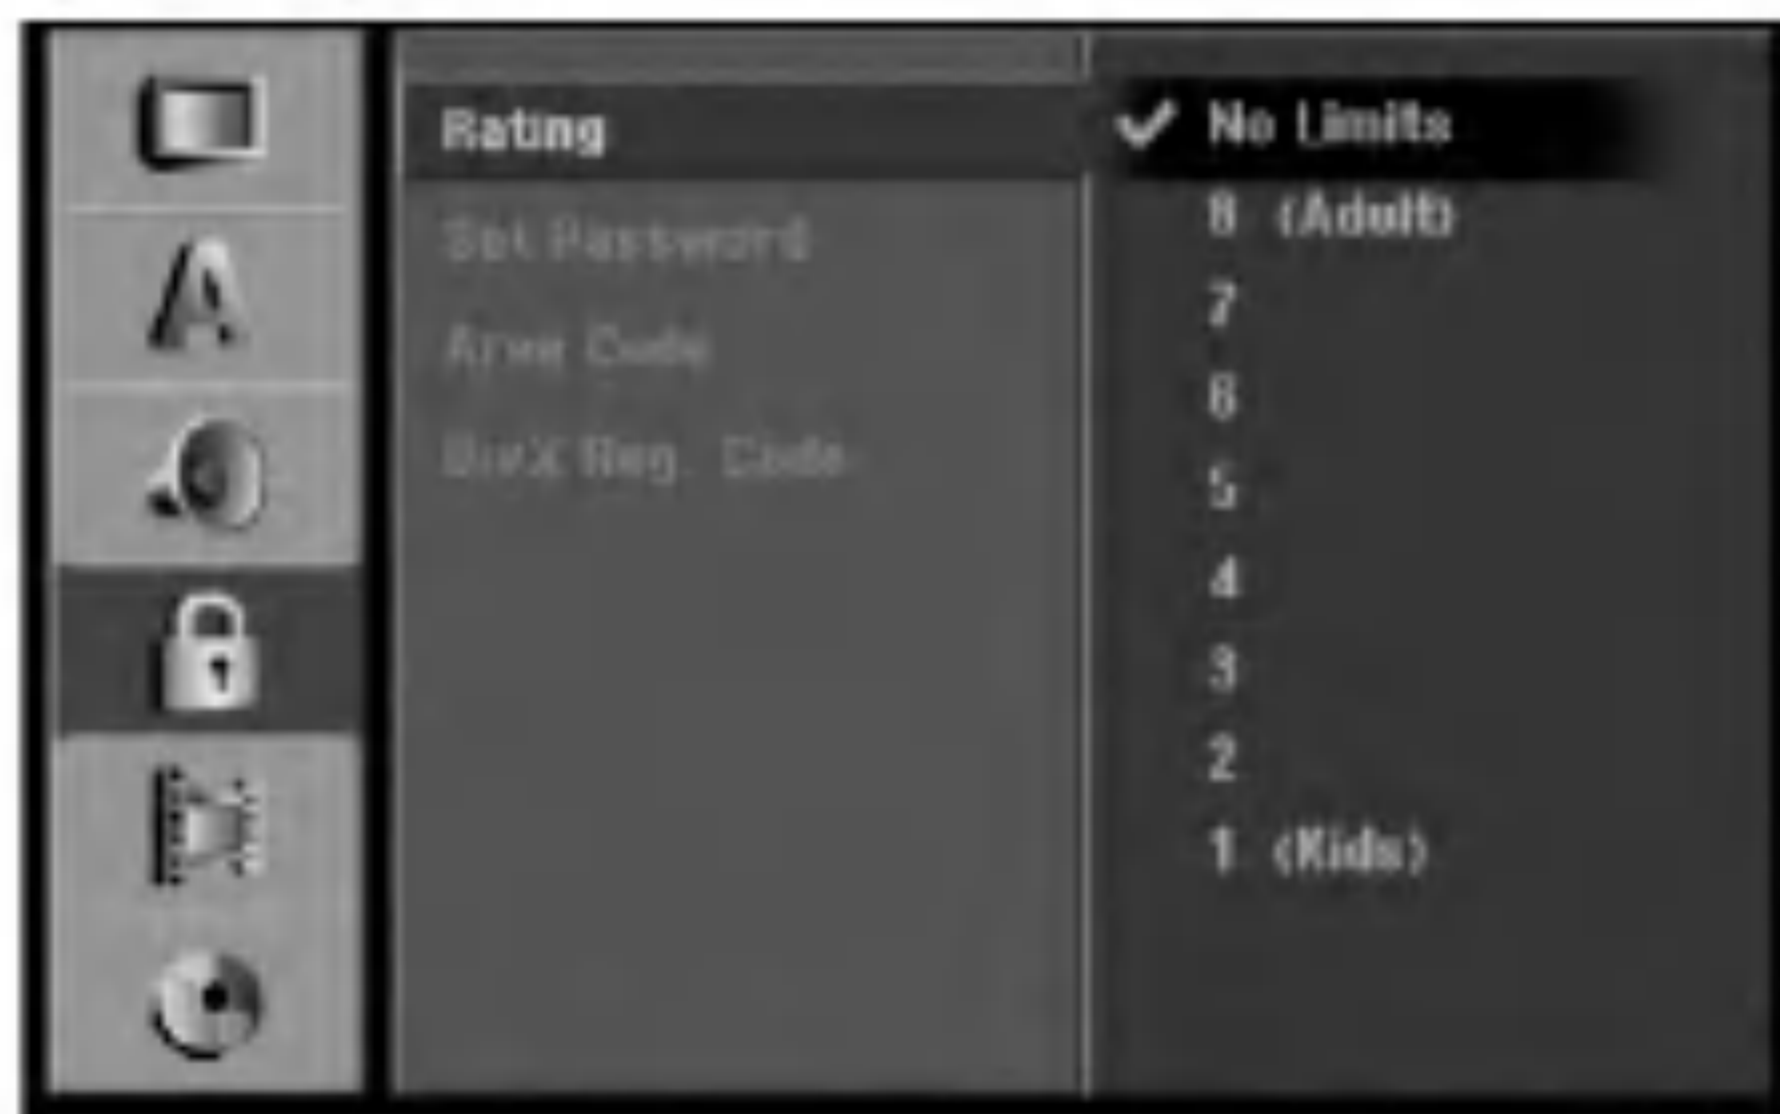 Rating
Set Password
Area Code
DivX Reg. Code
No Limits
8 (Adult)
7
6
5
4
3
2
1 (Kids)